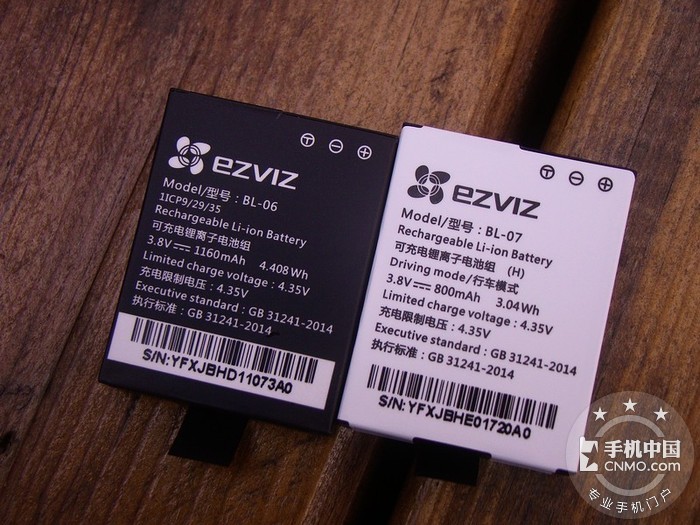 T − +
ezviz
Model/型号: BL-06
1ICP9/29/35
Rechargeable Li-ion Battery
可充电锂离子电池组
3.8V 1160mAh 4.408Wh
Limited charge voltage : 4.35V
充电限制电压: 4.35V
Executive standard : GB 31241-2014
执行标准: GB 31241-2014
S/N:YFXJBHD11073A0
T − +
ezviz
Model/型号: BL-07
Rechargeable Li-ion Battery
可充电锂离子电池组 (H)
Driving mode/行车模式
3.8V 800mAh 3.04Wh
Limited charge voltage : 4.35V
充电限制电压: 4.35V
Executive standard : GB 31241-2014
执行标准: GB 31241-2014
S/N:YFXJBHE01720A0
手机中国
CNMO.com
专业手机门户